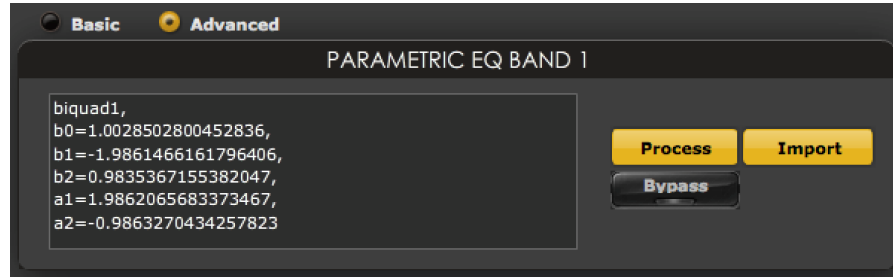 Basic Advanced
PARAMETRIC EQ BAND 1
biquad1,
b0=1.0028502800452836,
b1=-1.9861466161796406,
b2=0.9835367155382047,
a1=1.9862065683373467,
a2=-0.9863270434257823
Process Import
Bypass